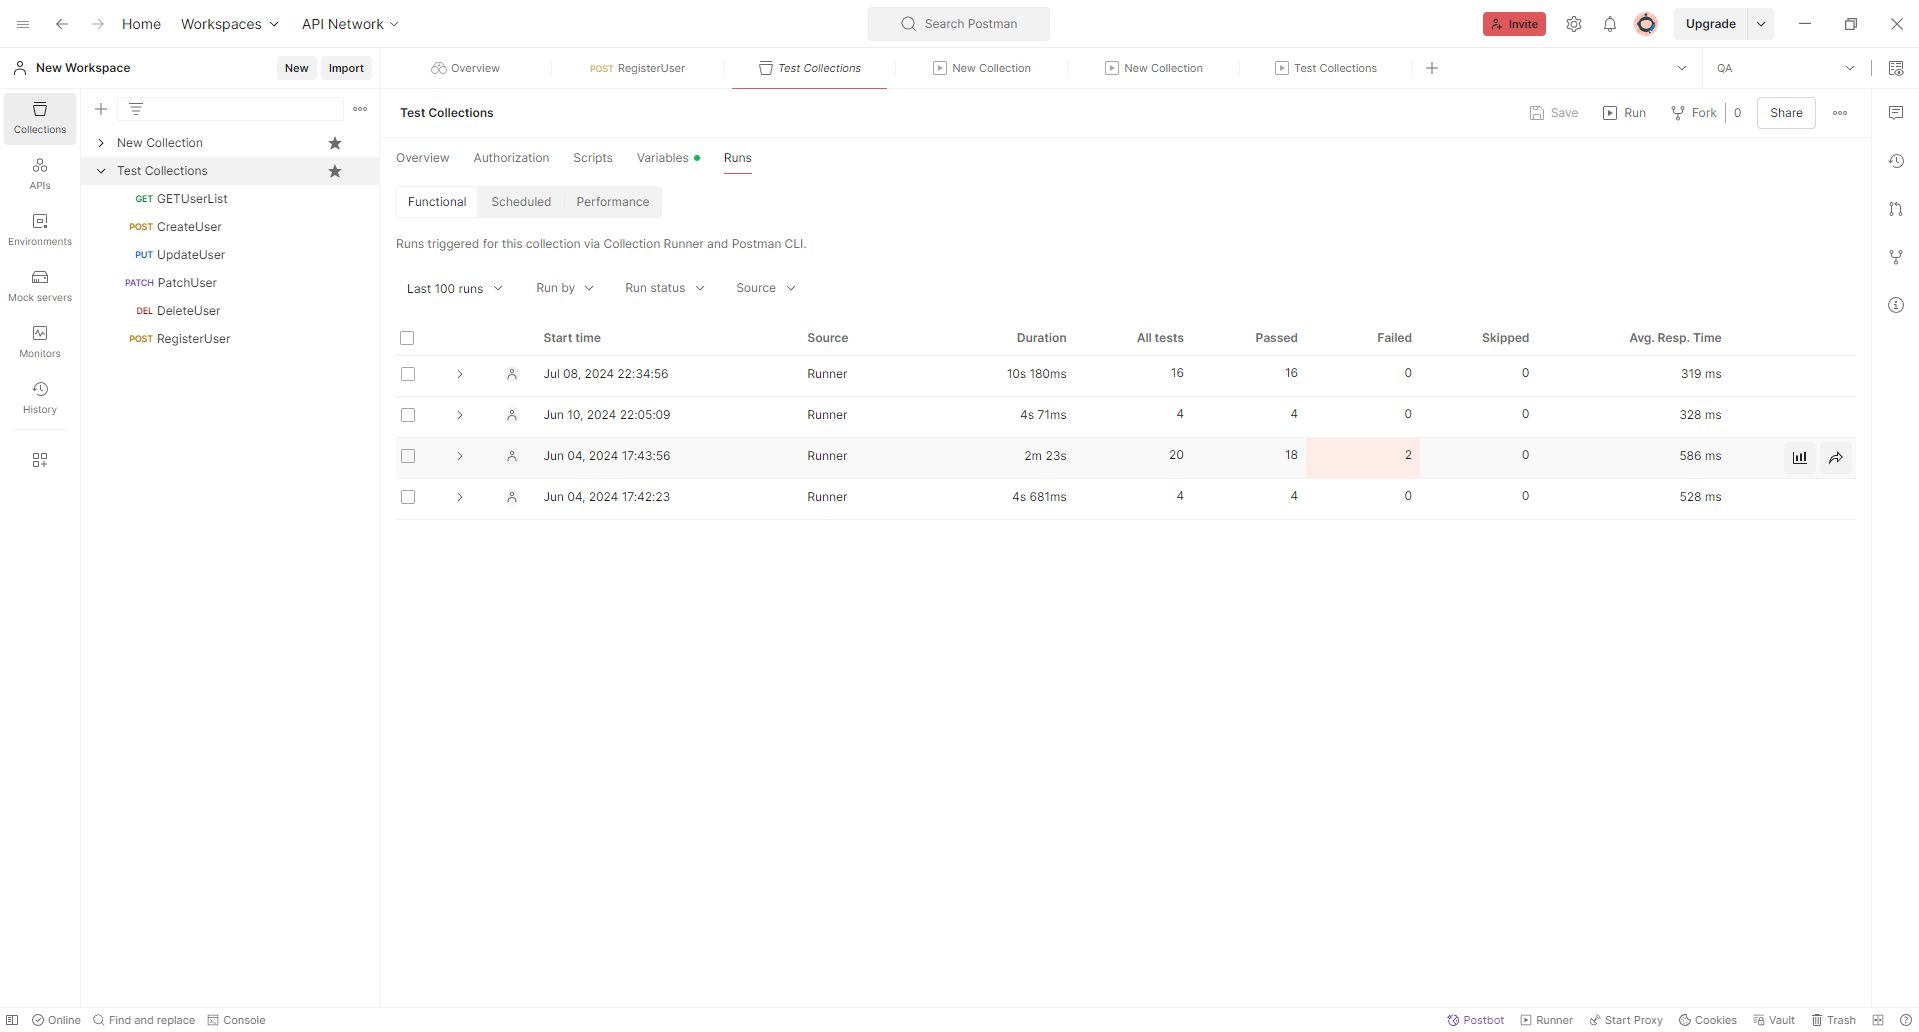 Home Workspaces API Network Search Postman Invite Upgrade
New Workspace New Import Overview POST RegisterUser Test Collections New Collection New Collection Test Collections QA
Collections
APIs
Environments
Mock servers
Monitors
History
New Collection
Test Collections
GET GETUserList
POST CreateUser
PUT UpdateUser
PATCH PatchUser
DEL DeleteUser
POST RegisterUser
Test Collections Save Run Fork 0 Share
Overview Authorization Scripts Variables Runs
Functional Scheduled Performance
Runs triggered for this collection via Collection Runner and Postman CLI.
Last 100 runs Run by Run status Source
Start time Source Duration All tests Passed Failed Skipped Avg. Resp. Time
Jul 08, 2024 22:34:56 Runner 10s 180ms 16 16 0 0 319 ms
Jun 10, 2024 22:05:09 Runner 4s 71ms 4 4 0 0 328 ms
Jun 04, 2024 17:43:56 Runner 2m 23s 20 18 2 0 586 ms
Jun 04, 2024 17:42:23 Runner 4s 681ms 4 4 0 0 528 ms
Online Find and replace Console Postbot Runner Start Proxy Cookies Vault Trash